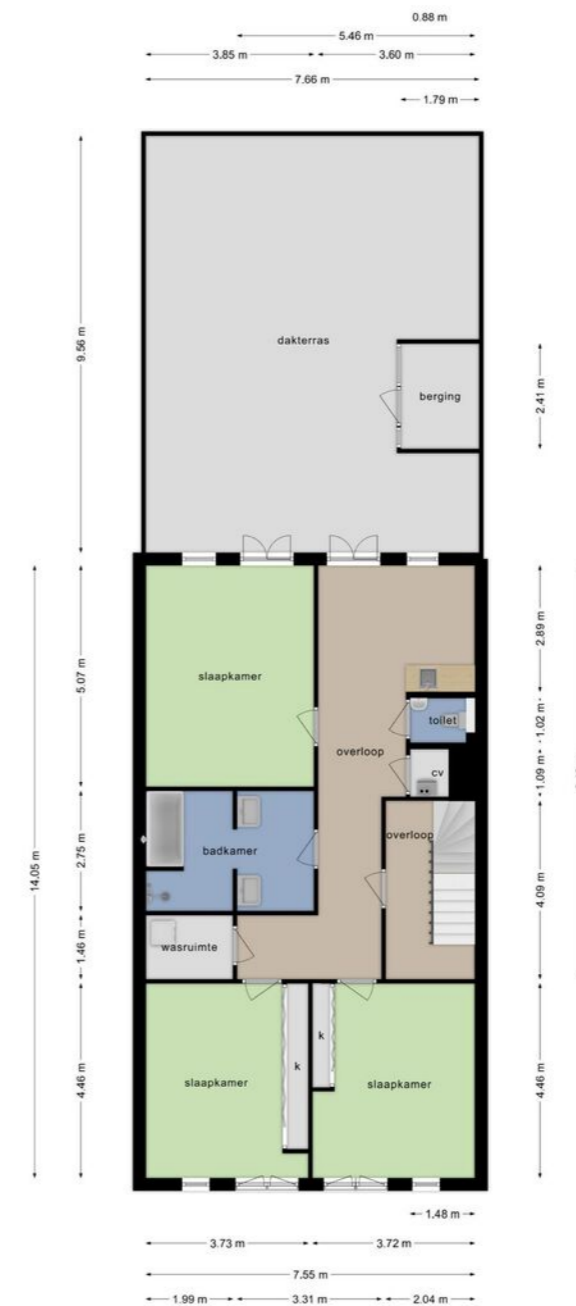 0.88 m
5.46 m
3.85 m
3.60 m
7.66 m
1.79 m
9.56 m
dakterras
berging
2.41 m
14.05 m
5.07 m
slaapkamer
2.89 m
toilet
1.02 m
overloop
cv
1.09 m
2.75 m
badkamer
overloop
4.09 m
1.46 m
wasruimte
4.46 m
slaapkamer
k
k
slaapkamer
4.46 m
1.48 m
3.73 m
3.72 m
7.55 m
1.99 m
3.31 m
2.04 m